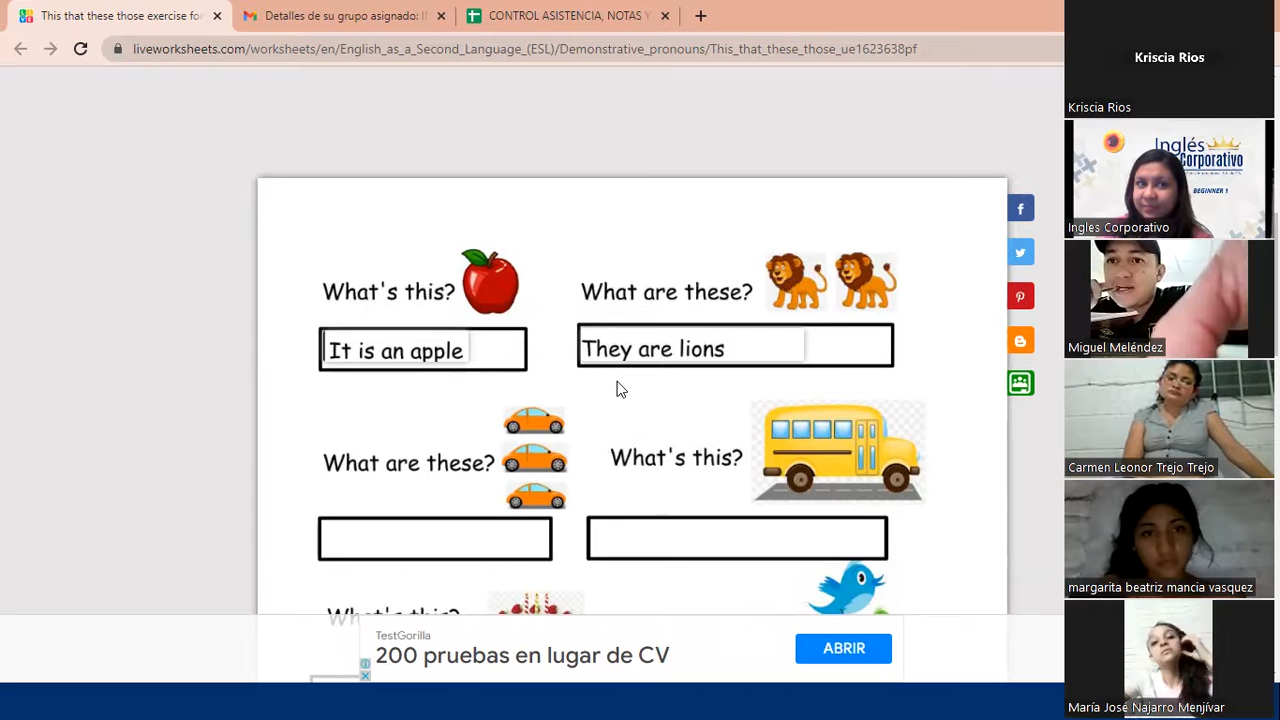 This that these those exercise for
Detalles de su grupo asignado: !!
CONTROL ASISTENCIA, NOTAS Y
liveworksheets.com/worksheets/en/English_as_a_Second_Language_(ESL)/Demonstrative_pronouns/This_that_these_those_ue1623638pf
What's this?
What are these?
It is an apple
They are lions
What are these?
What's this?
What's this?
TestGorilla
200 pruebas en lugar de CV
ABRIR
Kriscia Rios
Kriscia Rios
Inglés
Corporativo
BEGINNER 1
Ingles Corporativo
Miguel Meléndez
Carmen Leonor Trejo Trejo
margarita beatriz mancia vasquez
María José Najarro Menjívar